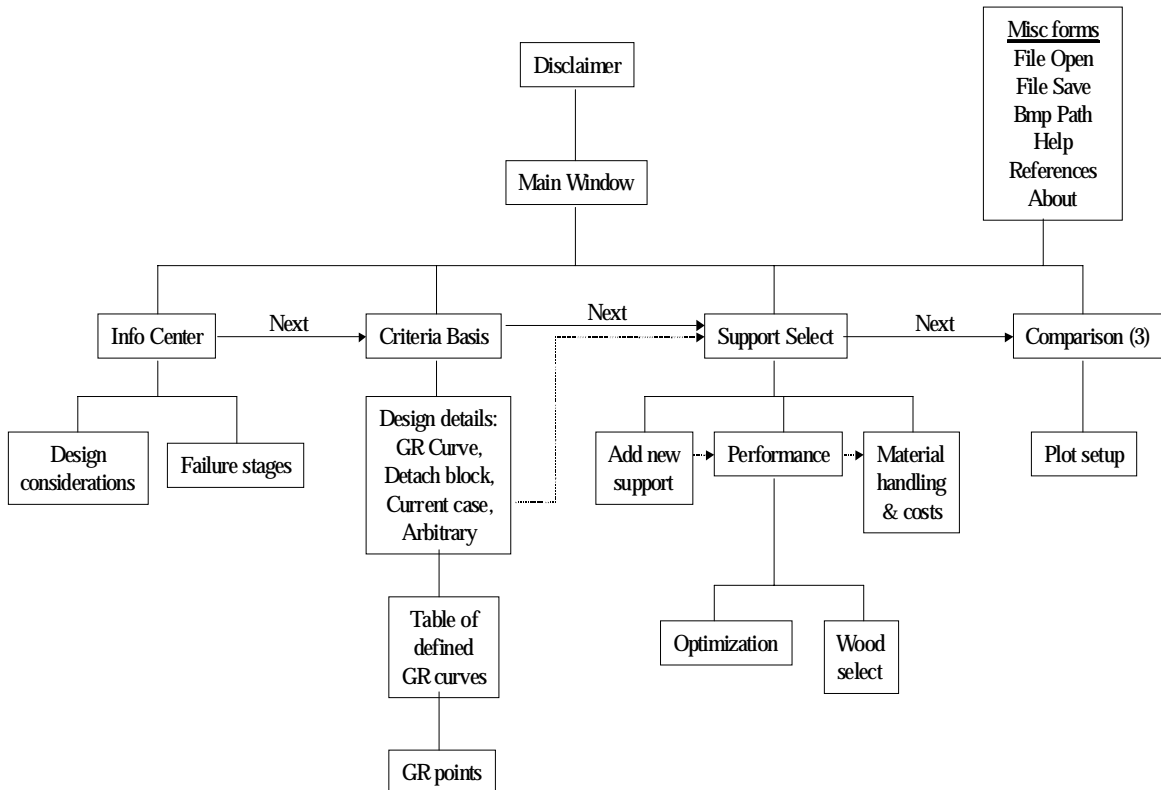 Disclaimer
Misc forms
File Open
File Save
Bmp Path
Help
References
About
Main Window
Info Center
Next
Criteria Basis
Next
Support Select
Next
Comparison (3)
Design
considerations
Failure stages
Design details:
GR Curve,
Detach block,
Current case,
Arbitrary
Add new
support
Performance
Material
handling
& costs
Plot setup
Table of
defined
GR curves
Optimization
Wood
select
GR points